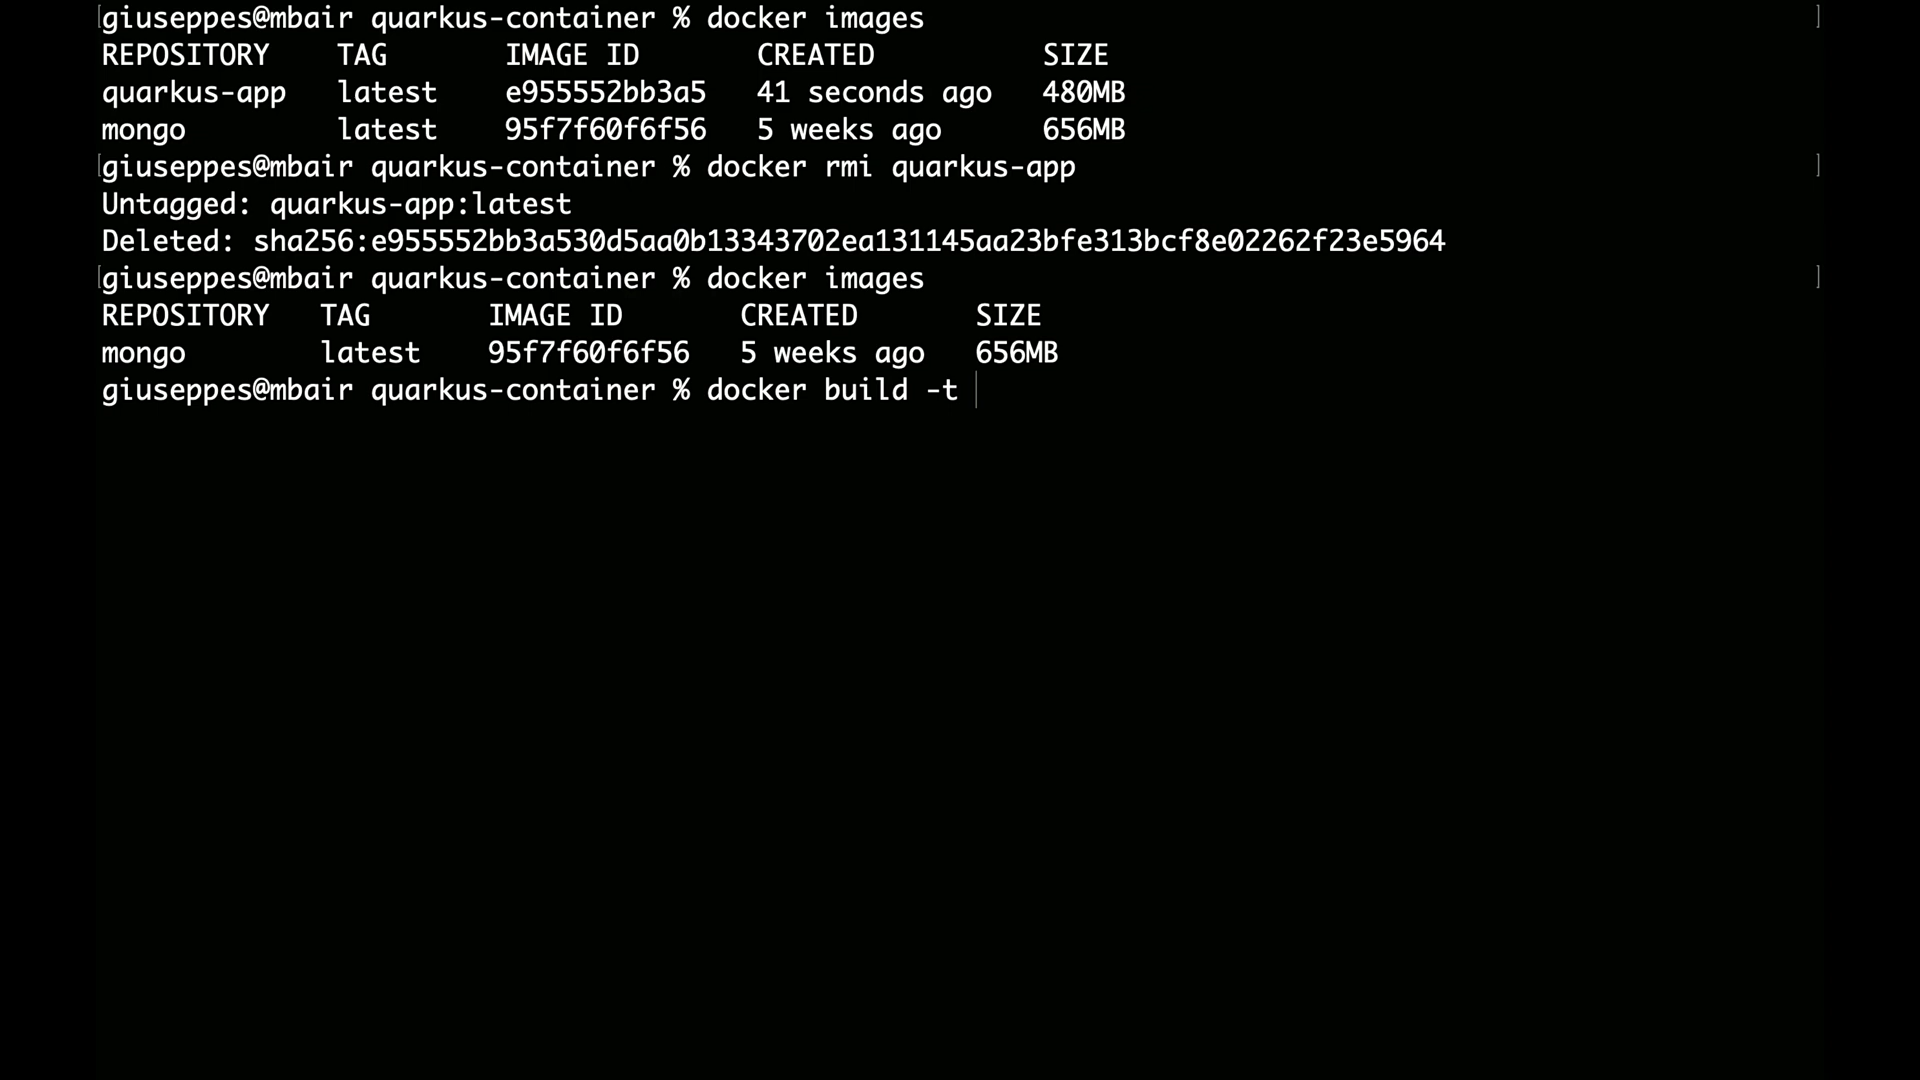 [giuseppes@mbair quarkus-container % docker images ]
REPOSITORY TAG IMAGE ID CREATED SIZE
quarkus-app latest e955552bb3a5 41 seconds ago 480MB
mongo latest 95f7f60f6f56 5 weeks ago 656MB
[giuseppes@mbair quarkus-container % docker rmi quarkus-app ]
Untagged: quarkus-app:latest
Deleted: sha256:e955552bb3a530d5aa0b13343702ea131145aa23bfe313bcf8e02262f23e5964
[giuseppes@mbair quarkus-container % docker images ]
REPOSITORY TAG IMAGE ID CREATED SIZE
mongo latest 95f7f60f6f56 5 weeks ago 656MB
giuseppes@mbair quarkus-container % docker build -t